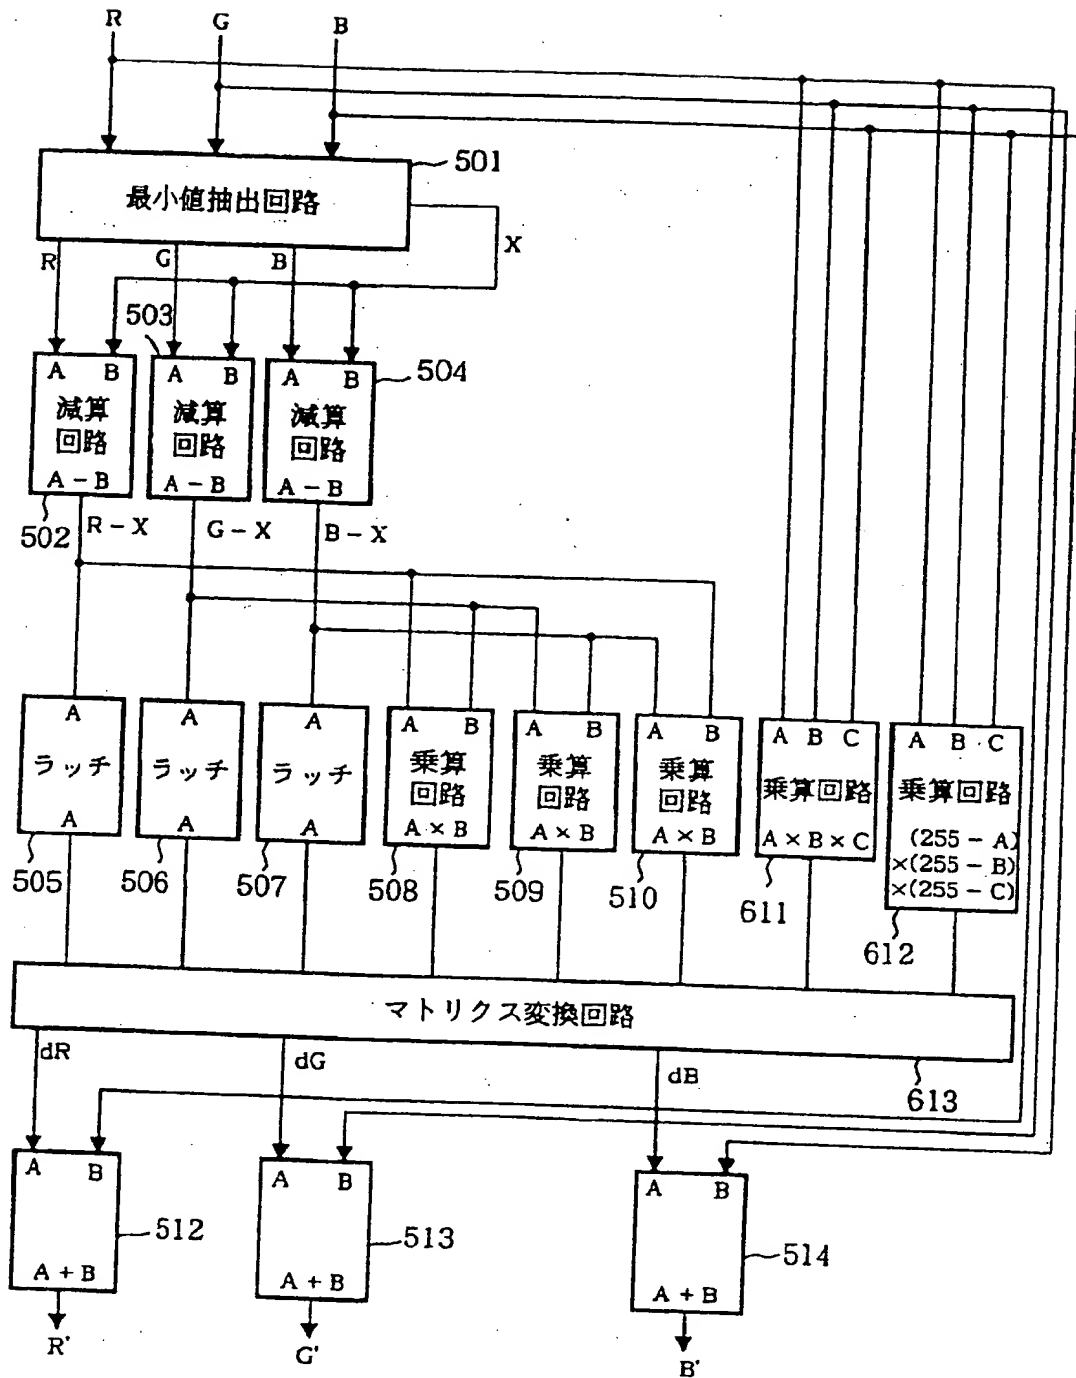 R G B
501
最小値抽出回路
X
R G B
503
A B A B A B
504
減算 減算 減算
回路 回路 回路
A − B A − B A − B
502
R − X G − X B − X
A A A A B A B A B A B C A B C
ラッチ ラッチ ラッチ
乗算 乗算 乗算
回路 回路 回路
乗算回路 乗算回路
A A A
A × B A × B A × B
A × B × C
(255 − A)
×(255 − B)
×(255 − C)
505 506 507 508 509 510 611 612
マトリクス変換回路
dR dG dB
613
A B A B A B
512 513 514
A + B A + B A + B
R' G' B'